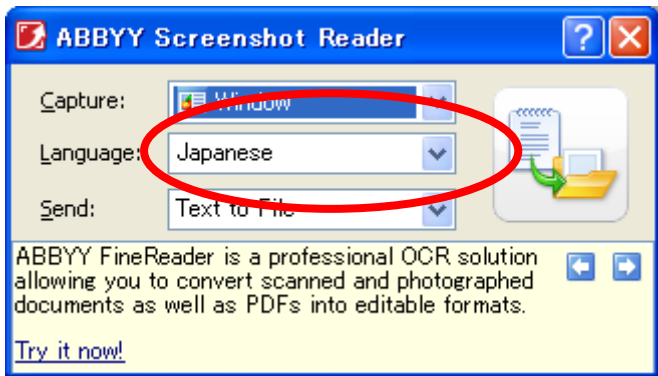 ABBYY Screenshot Reader
Capture: Window
Language: Japanese
Send: Text to File
ABBYY FineReader is a professional OCR solution
allowing you to convert scanned and photographed
documents as well as PDFs into editable formats.
Try it now!